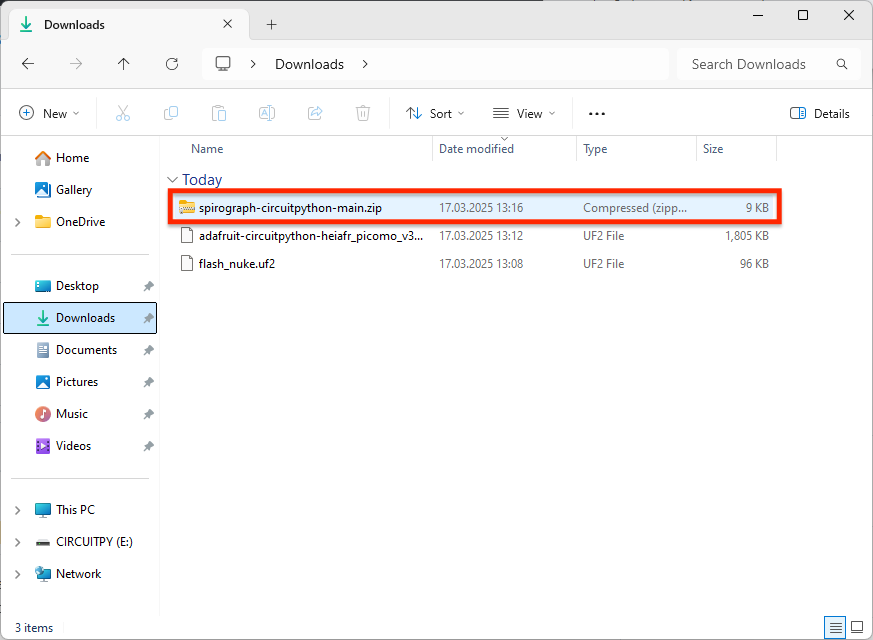 Downloads
Downloads
Search Downloads
New
Sort
View
Details
Name Date modified Type Size
Home
Gallery
OneDrive
Desktop
Downloads
Documents
Pictures
Music
Videos
This PC
CIRCUITPY (E:)
Network
Today
spirograph-circuitpython-main.zip 17.03.2025 13:16 Compressed (zipp... 9 KB
adafruit-circuitpython-heiafr_picomo_v3... 17.03.2025 13:12 UF2 File 1,805 KB
flash_nuke.uf2 17.03.2025 13:08 UF2 File 96 KB
3 items